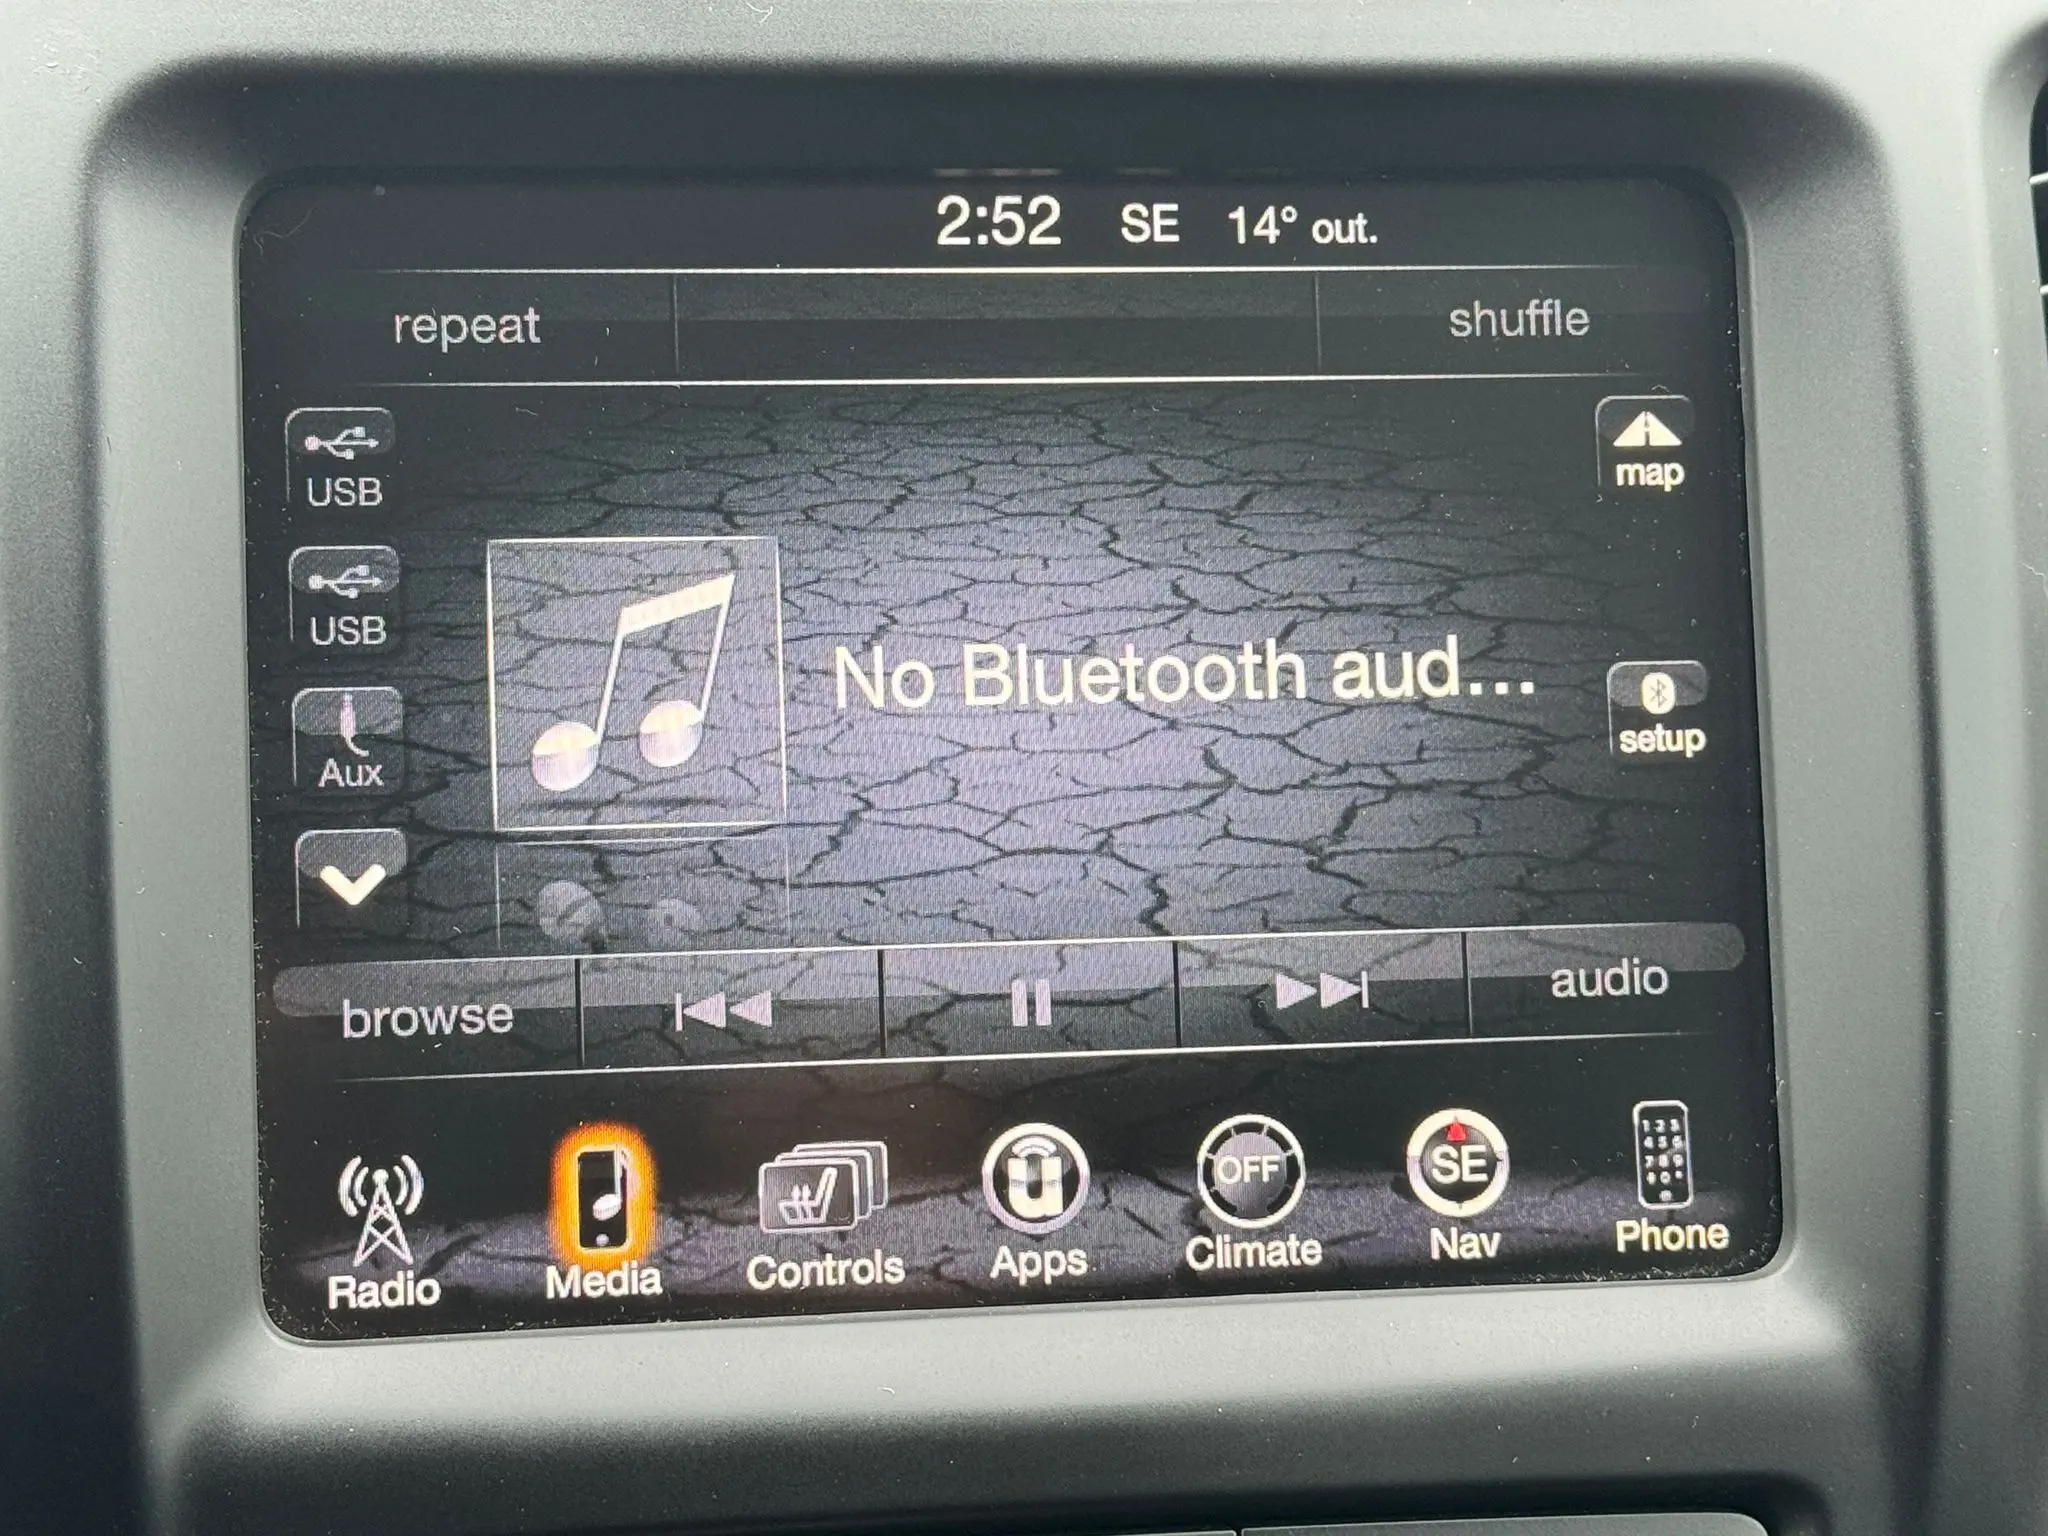 2:52 SE 14° out.
repeat
shuffle
USB
map
USB
No Bluetooth aud...
setup
Aux
browse
audio
OFF
SE
Radio
Media
Controls
Apps
Climate
Nav
Phone